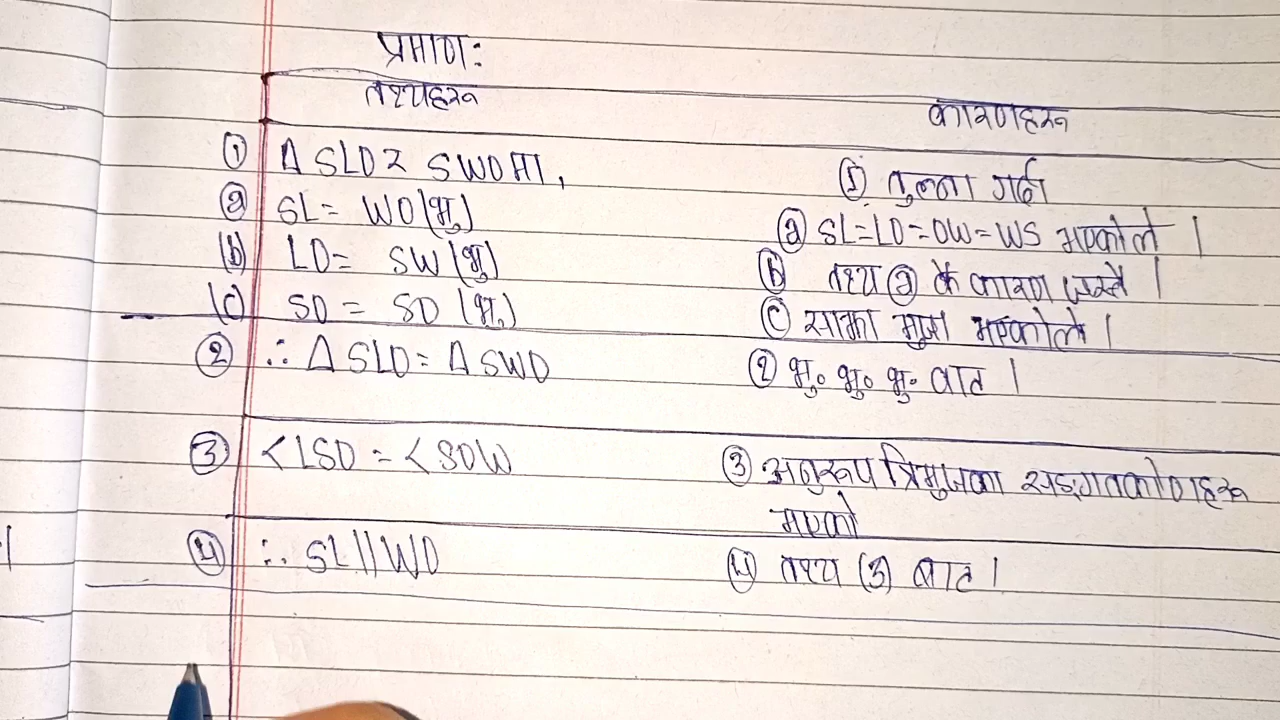 प्रमाण:
तथ्यहरू कारणहरू
① Δ SLD र SWD मा, ① तुलना गर्दा
ⓐ SL = WD (भु.) ⓐ SL=LD=DW=WS भएकोले ।
(b) LD = SW (भु.) ⓑ तथ्य ⓐ के कारण जस्तै ।
(c) SD = SD (भु.) ⓒ साझा भुजा भएकोले ।
② ∴ Δ SLD = Δ SWD ② भु॰ भु॰ भु॰ बाट ।
③ <LSD = <SDW ③ अनुरूप त्रिभुजका सङ्गतकोणहरू
भएको
④ ∴ SL//WD ④ तथ्य (3) बाट ।